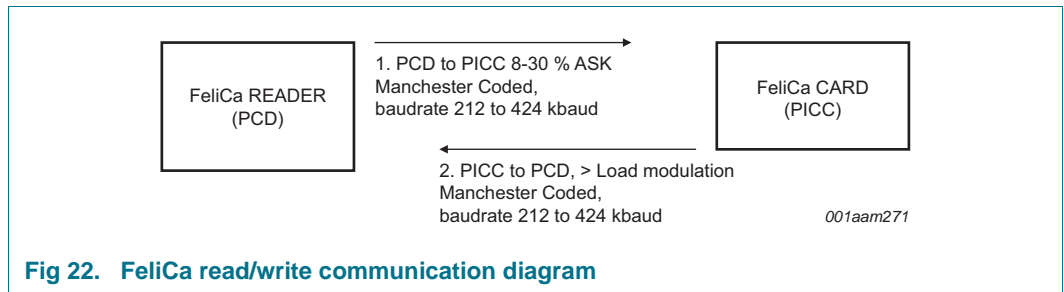 FeliCa READER
(PCD)
1. PCD to PICC 8-30 % ASK
Manchester Coded,
baudrate 212 to 424 kbaud
FeliCa CARD
(PICC)
2. PICC to PCD, > Load modulation
Manchester Coded,
baudrate 212 to 424 kbaud
001aam271
Fig 22. FeliCa read/write communication diagram